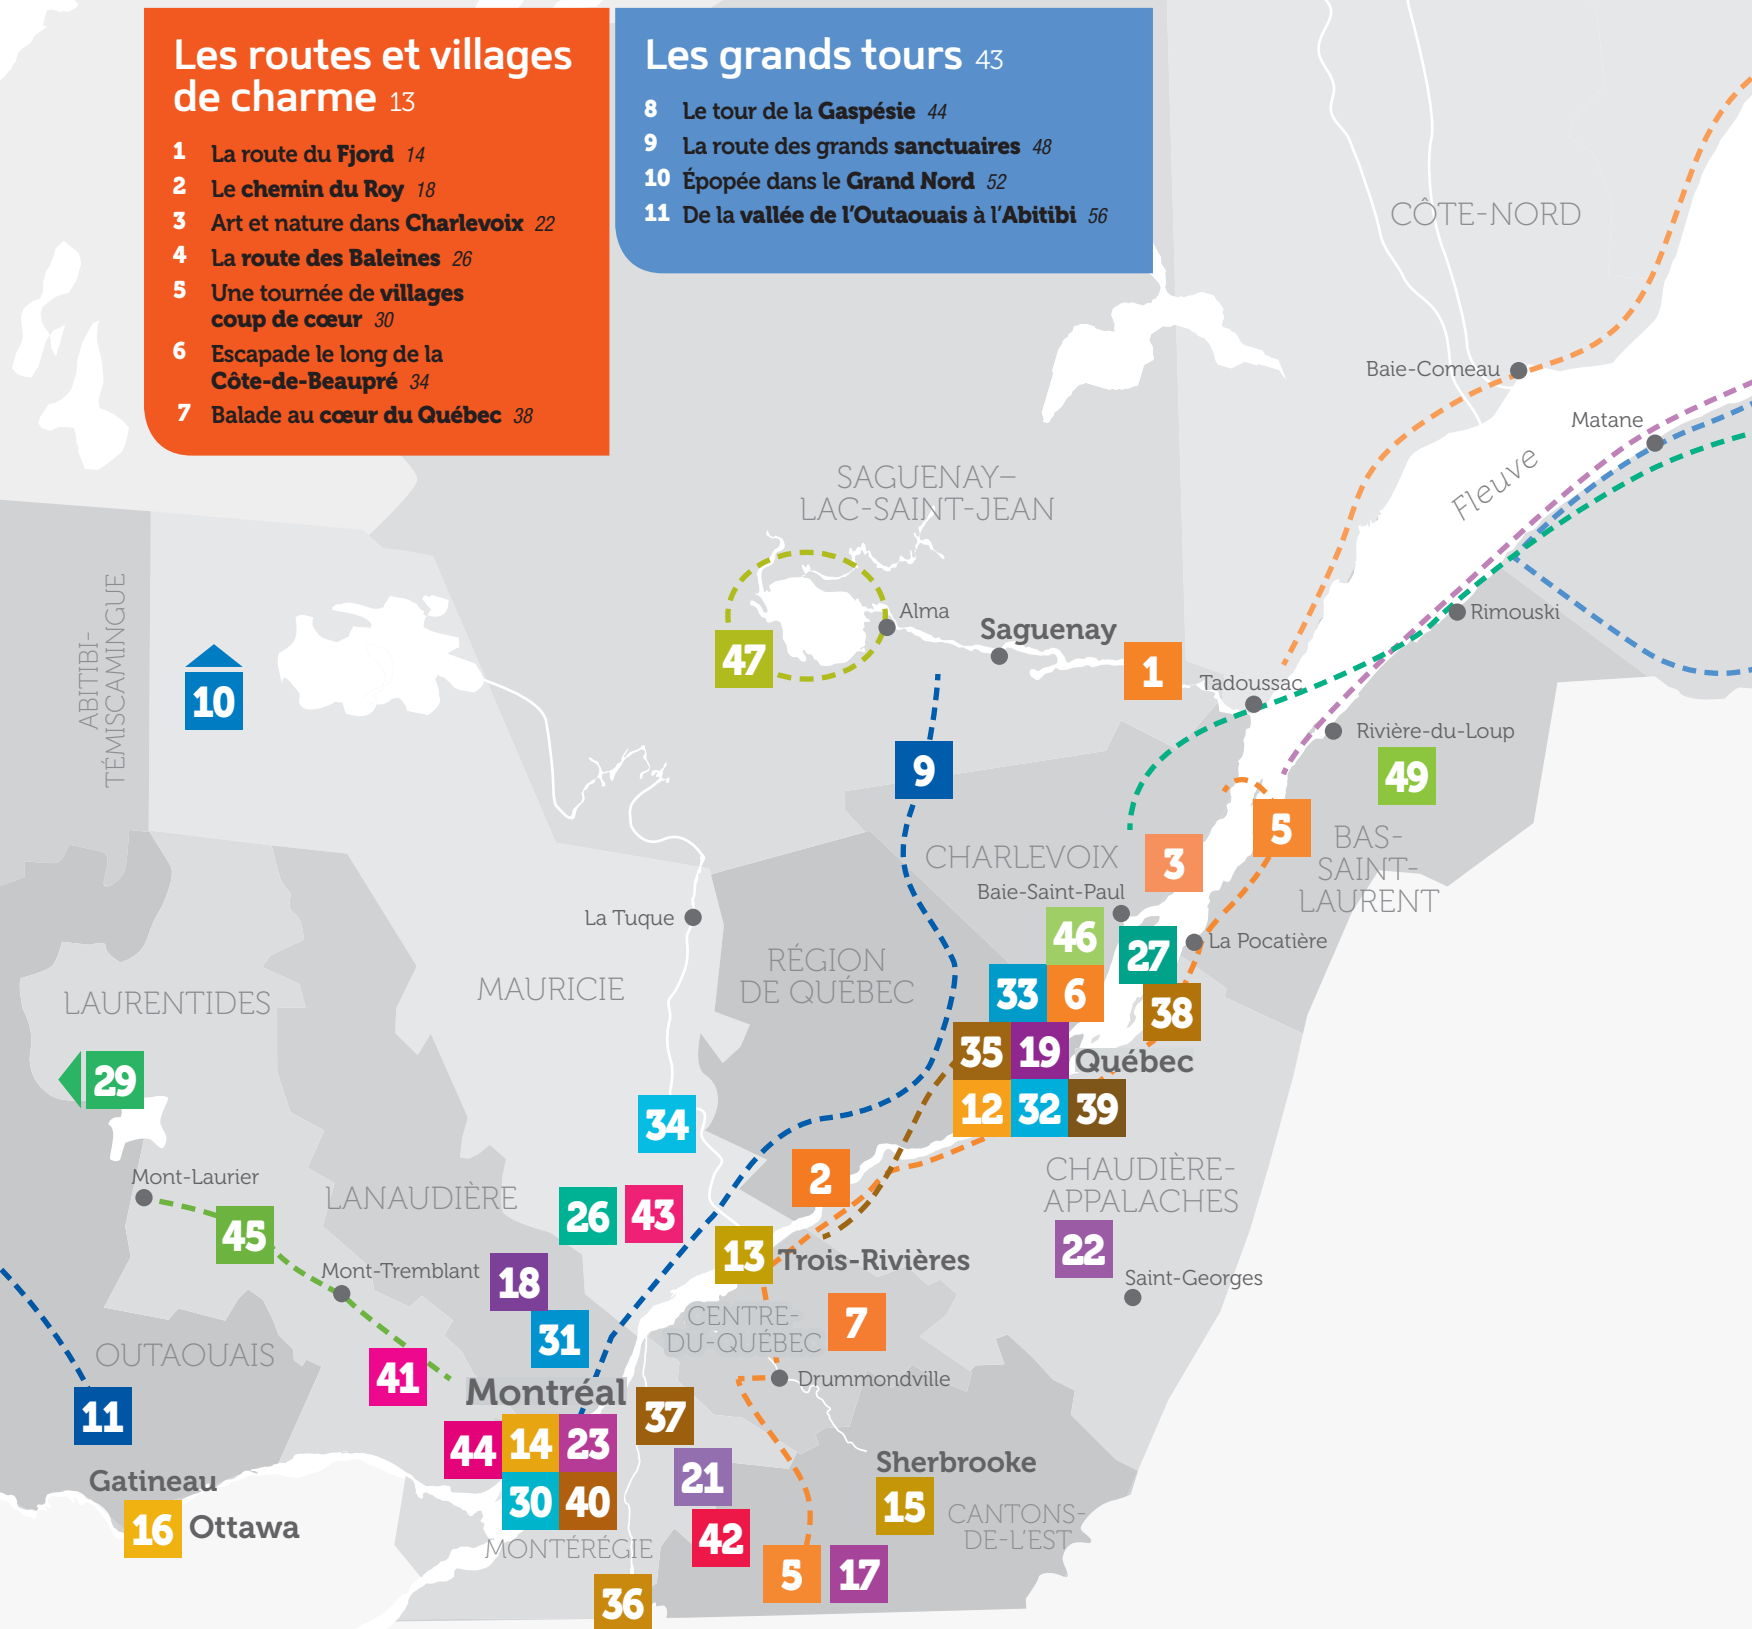 Les routes et villages
de charme 13
1 La route du Fjord 14
2 Le chemin du Roy 18
3 Art et nature dans Charlevoix 22
4 La route des Baleines 26
5 Une tournée de villages
coup de cœur 30
6 Escapade le long de la
Côte-de-Beaupré 34
7 Balade au cœur du Québec 38
Les grands tours 43
8 Le tour de la Gaspésie 44
9 La route des grands sanctuaires 48
10 Épopée dans le Grand Nord 52
11 De la vallée de l'Outaouais à l'Abitibi 56
CÔTE-NORD
Baie-Comeau
Matane
Fleuve
SAGUENAY–
LAC-SAINT-JEAN
ABITIBI-
TÉMISCAMINGUE
Alma
Rimouski
Saguenay
47
1
10
Tadoussac
Rivière-du-Loup
9
49
5
BAS-
SAINT-
LAURENT
CHARLEVOIX
3
Baie-Saint-Paul
La Tuque
46
27
La Pocatière
RÉGION
DE QUÉBEC
MAURICIE
LAURENTIDES
33
6
38
35
19
Québec
29
12
32
39
34
2
CHAUDIÈRE-
APPALACHES
Mont-Laurier
LANAUDIÈRE
26
43
45
13
Trois-Rivières
22
Mont-Tremblant
18
Saint-Georges
CENTRE-
DU-QUÉBEC
7
31
OUTAOUAIS
41
Drummondville
Montréal
11
37
44
14
23
Sherbrooke
21
Gatineau
30
40
15
CANTONS-
DE-L'EST
16
Ottawa
42
MONTÉRÉGIE
5
17
36